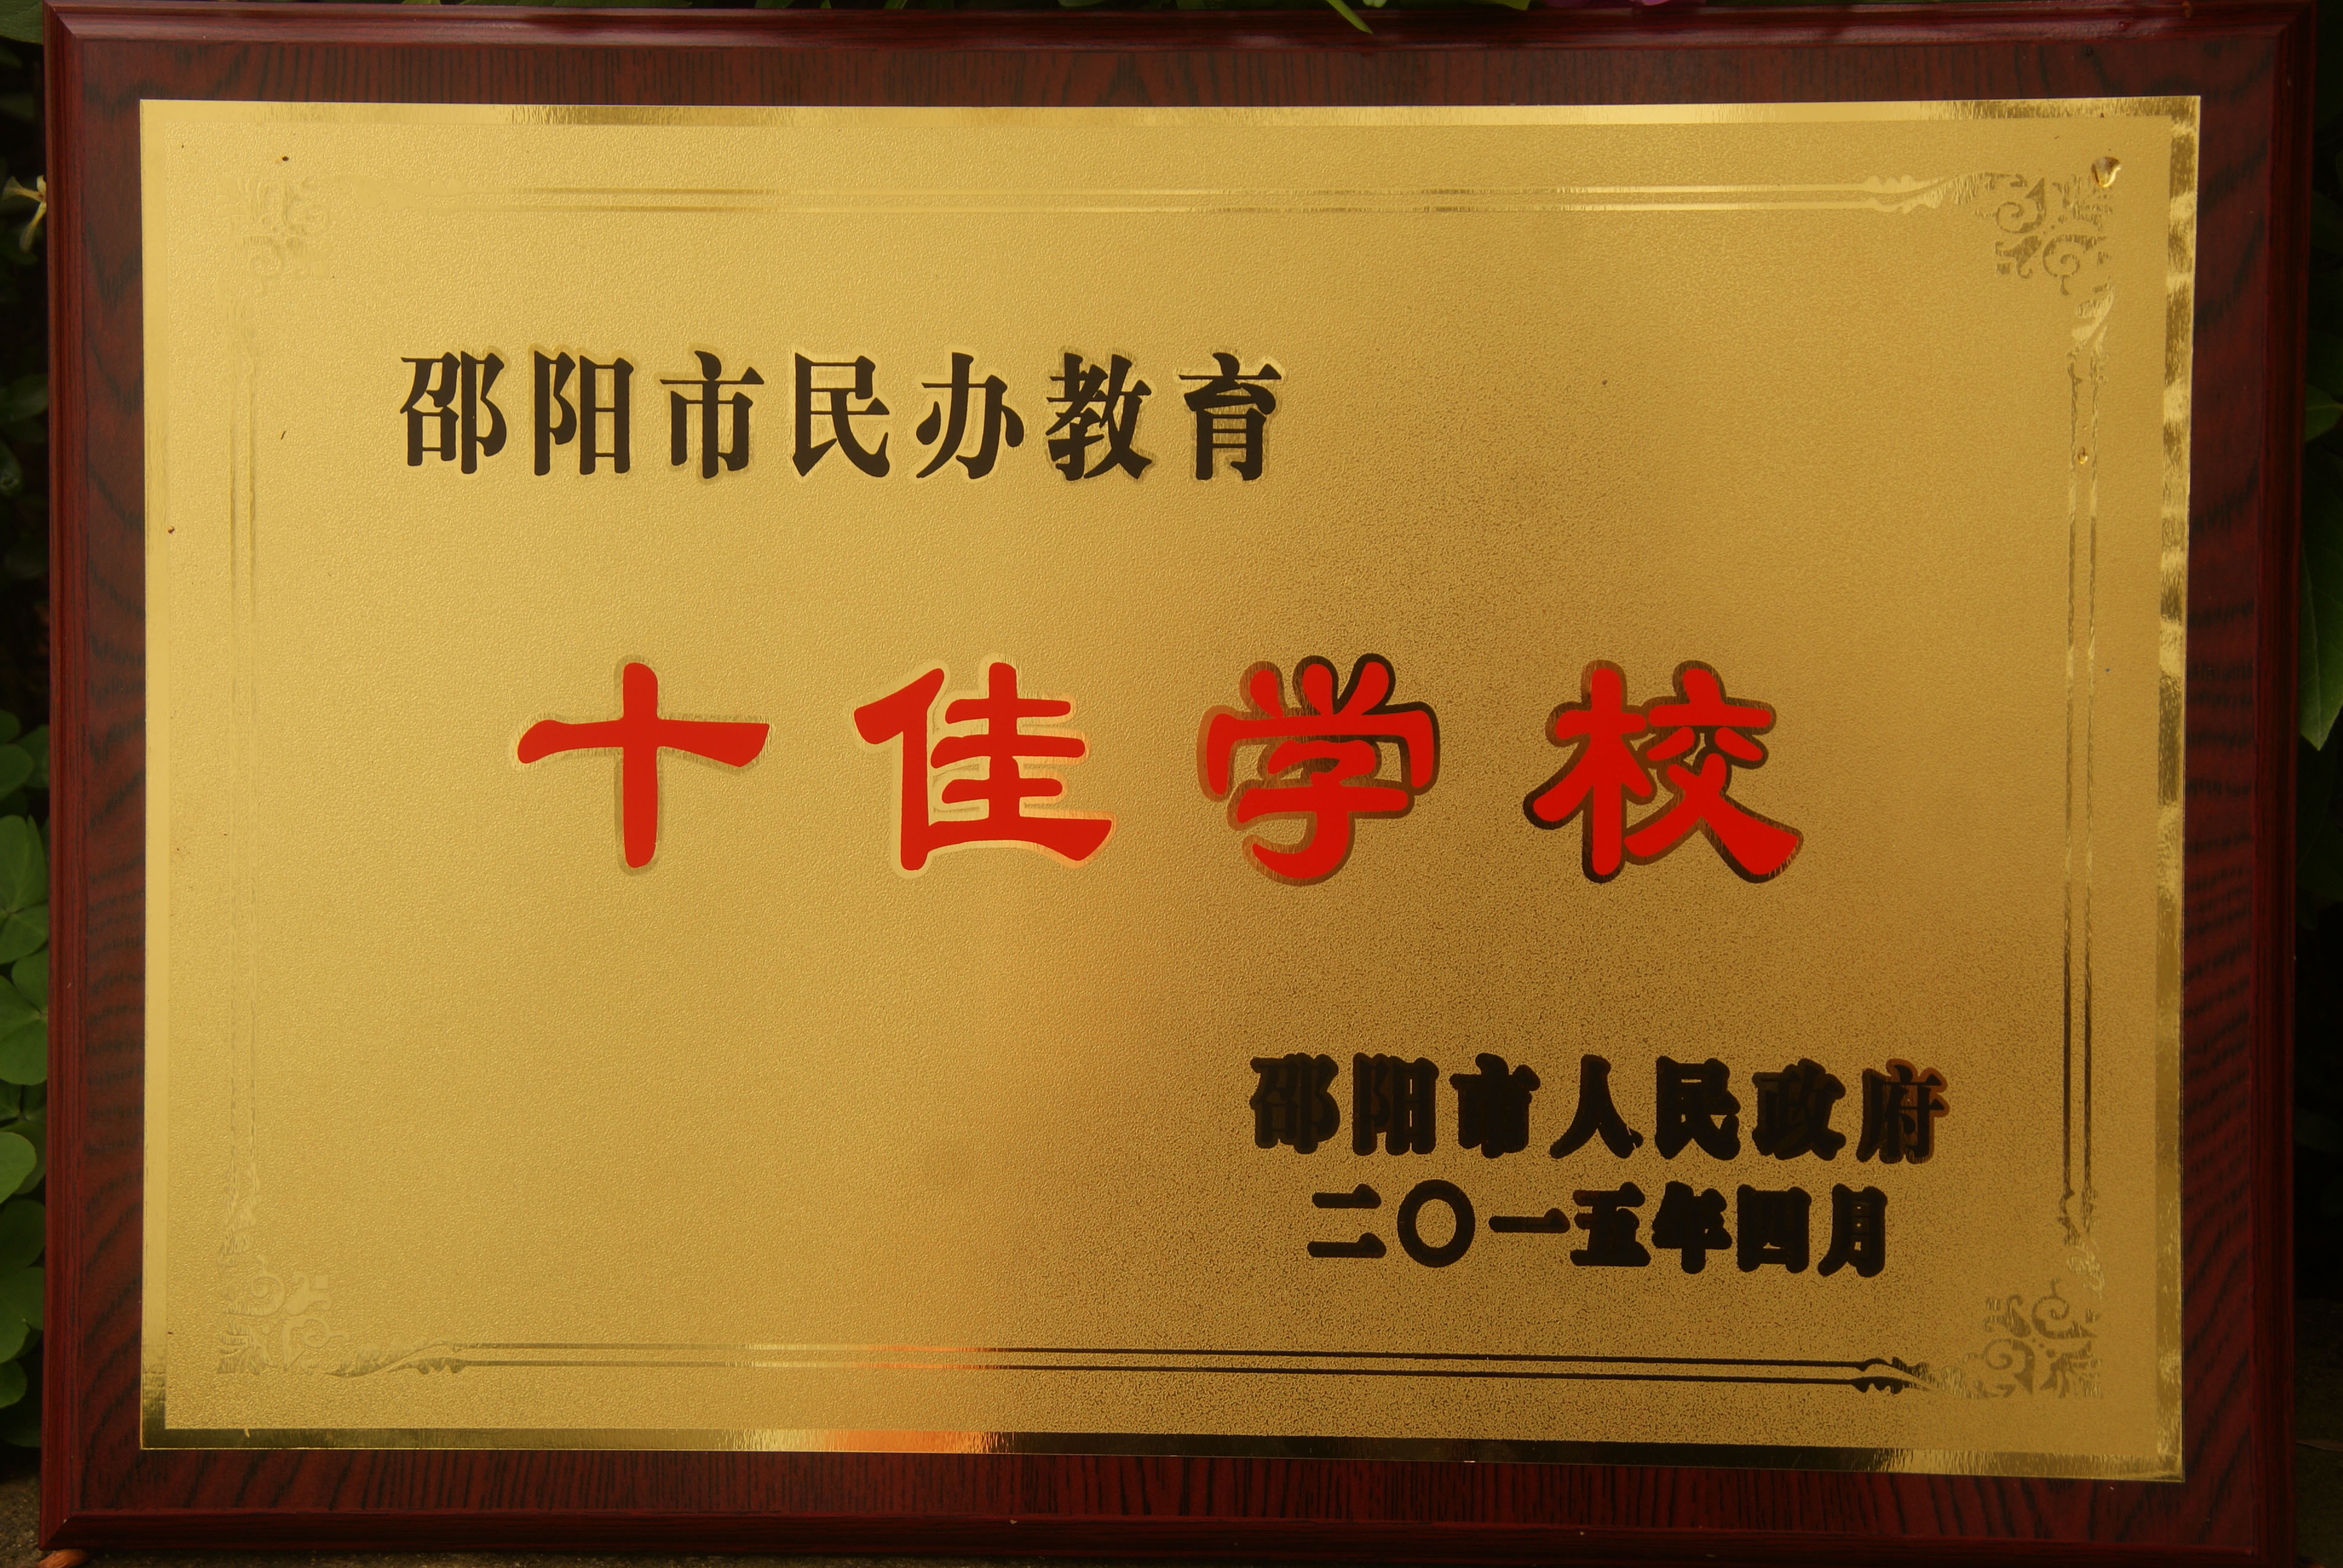 邵阳市民办教育
十佳学校
邵阳市人民政府
二〇一五年四月